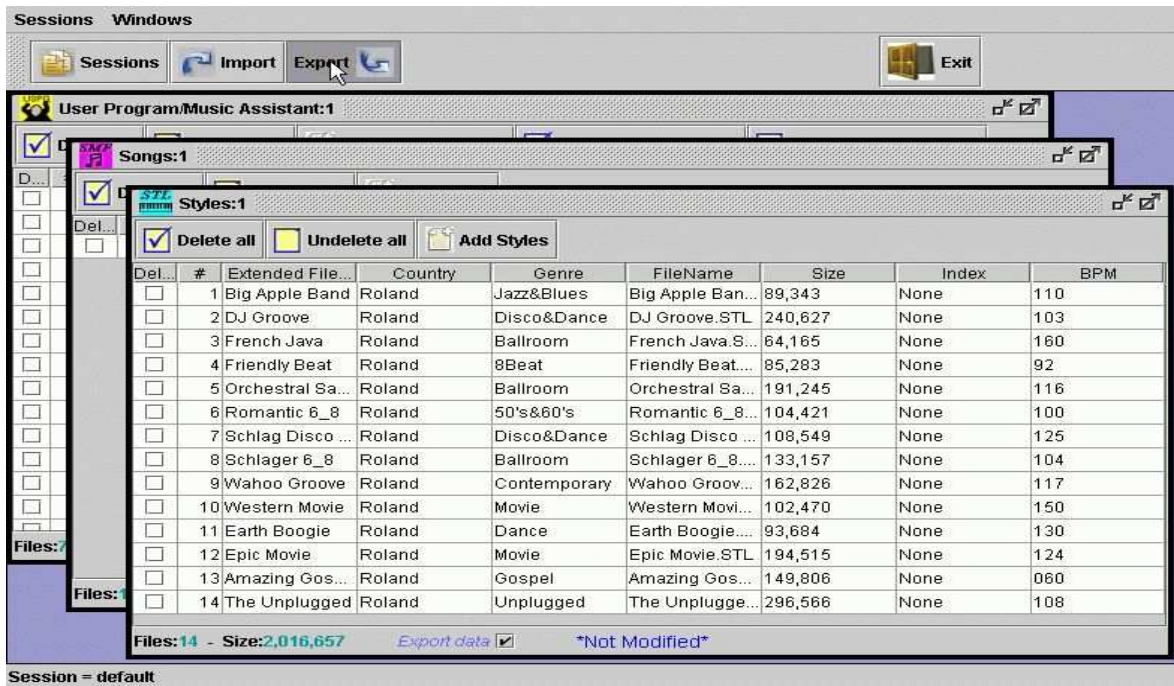 Sessions Windows
Sessions Import Export Exit
USPG User Program/Music Assistant:1
D...
SMF Songs:1
Del...
STL Styles:1
Delete all Undelete all Add Styles
Del... # Extended File... Country Genre FileName Size Index BPM
1 Big Apple Band Roland Jazz&Blues Big Apple Ban... 89,343 None 110
2 DJ Groove Roland Disco&Dance DJ Groove.STL 240,627 None 103
3 French Java Roland Ballroom French Java.S... 64,165 None 160
4 Friendly Beat Roland 8Beat Friendly Beat.... 85,283 None 92
5 Orchestral Sa... Roland Ballroom Orchestral Sa... 191,245 None 116
6 Romantic 6_8 Roland 50's&60's Romantic 6_8... 104,421 None 100
7 Schlag Disco ... Roland Disco&Dance Schlag Disco ... 108,549 None 125
8 Schlager 6_8 Roland Ballroom Schlager 6_8.... 133,157 None 104
9 Wahoo Groove Roland Contemporary Wahoo Groov... 162,826 None 117
10 Western Movie Roland Movie Western Movi... 102,470 None 150
11 Earth Boogie Roland Dance Earth Boogie.... 93,684 None 130
12 Epic Movie Roland Movie Epic Movie.STL 194,515 None 124
13 Amazing Gos... Roland Gospel Amazing Gos... 149,806 None 060
14 The Unplugged Roland Unplugged The Unplugge... 296,566 None 108
Files:7
Files:1
Files:14 - Size:2,016,657 Export data *Not Modified*
Session = default